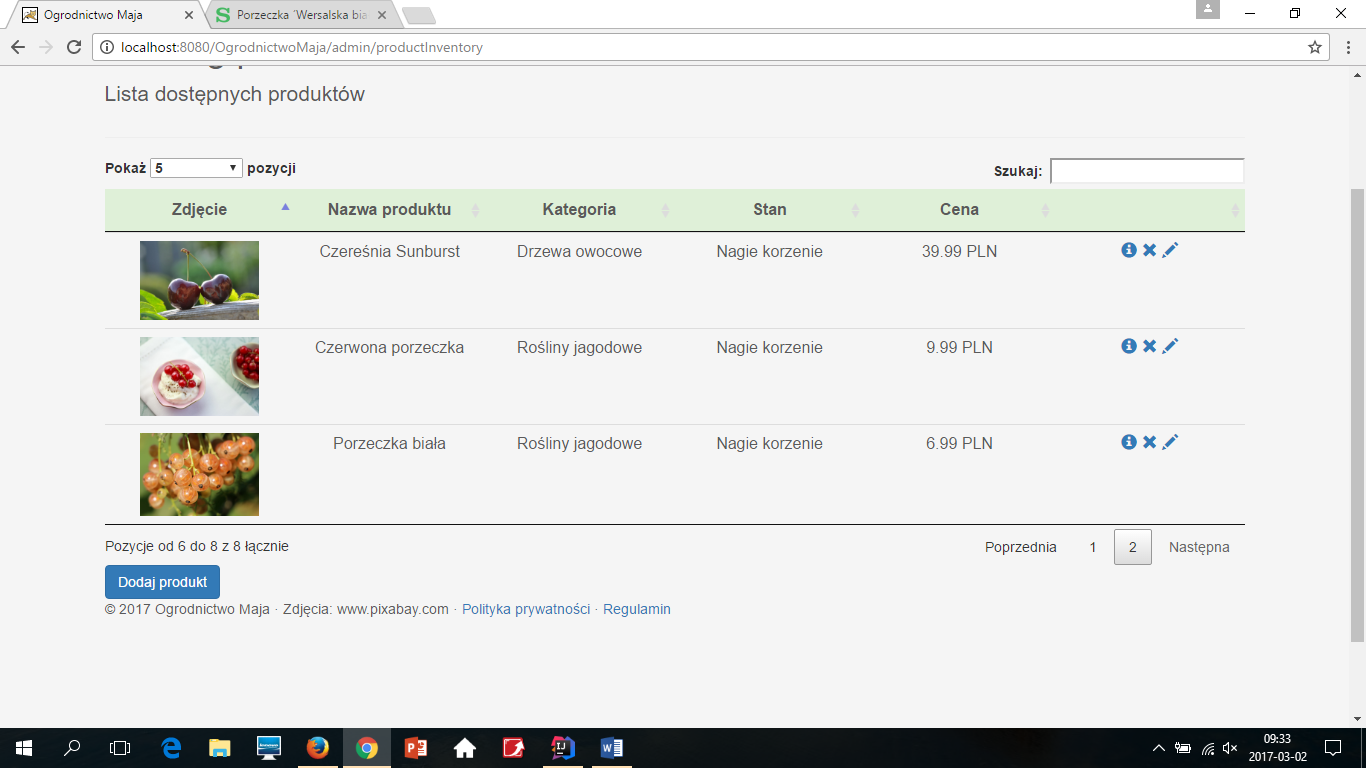 Ogrodnictwo Maja
Porzeczka 'Wersalska bia
localhost:8080/OgrodnictwoMaja/admin/productInventory
Lista dostępnych produktów
Pokaż 5 pozycji
Szukaj:
Zdjęcie Nazwa produktu Kategoria Stan Cena
Czereśnia Sunburst Drzewa owocowe Nagie korzenie 39.99 PLN
Czerwona porzeczka Rośliny jagodowe Nagie korzenie 9.99 PLN
Porzeczka biała Rośliny jagodowe Nagie korzenie 6.99 PLN
Pozycje od 6 do 8 z 8 łącznie
Poprzednia 1 2 Następna
Dodaj produkt
© 2017 Ogrodnictwo Maja · Zdjęcia: www.pixabay.com · Polityka prywatności · Regulamin
09:33
2017-03-02